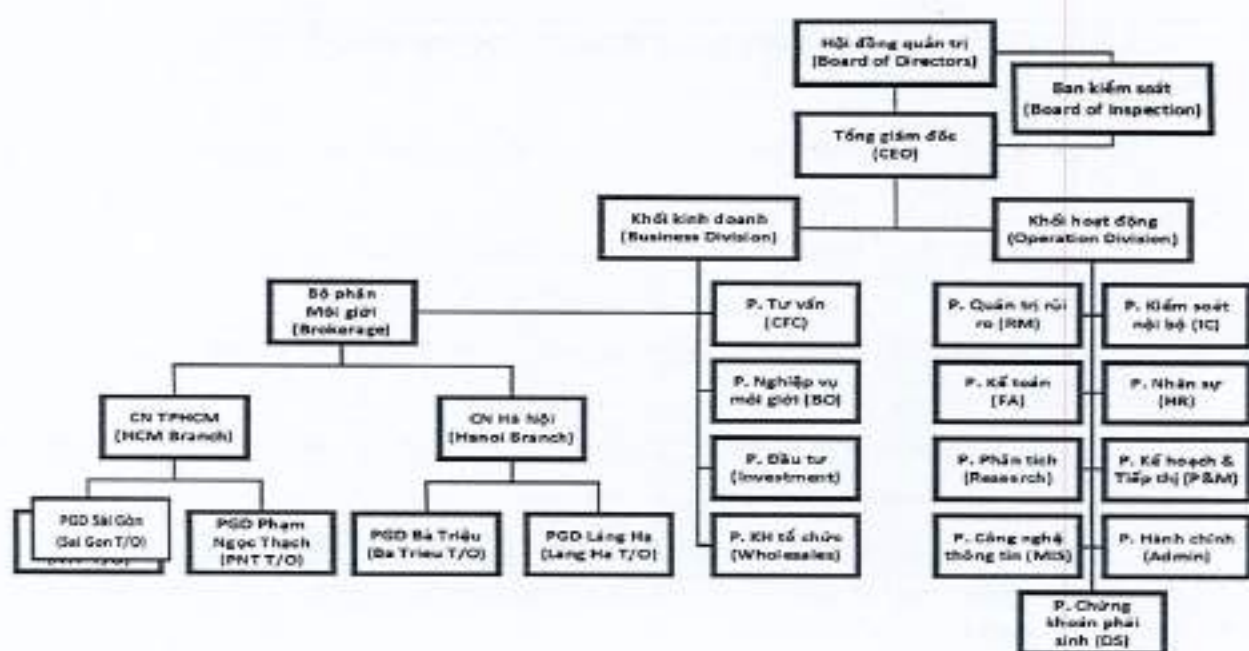 Hội đồng quản trị
(Board of Directors)
Ban kiểm soát
(Board of Inspection)
Tổng giám đốc
(CEO)
Khối kinh doanh
(Business Division)
Khối hoạt động
(Operation Division)
Bộ phận
Môi giới
(Brokerage)
P. Tư vấn
(CFC)
P. Quản trị rủi
ro (RM)
P. Kiểm soát
nội bộ (IC)
P. Nghiệp vụ
môi giới (BO)
P. Kế toán
(FA)
P. Nhân sự
(HR)
CN TPHCM
(HCM Branch)
CN Hà Nội
(Hanoi Branch)
P. Đầu tư
(Investment)
P. Phân tích
(Research)
P. Kế hoạch &
Tiếp thị (P&M)
PGD Sài Gòn
(Sai Gon T/O)
PGD Phạm
Ngọc Thạch
(PNT T/O)
PGD Bà Triệu
(Ba Trieu T/O)
PGD Láng Hạ
(Lang Ha T/O)
P. KH tổ chức
(Wholesales)
P. Công nghệ
thông tin (MIS)
P. Hành chính
(Admin)
P. Chứng
khoán phái
sinh (DS)